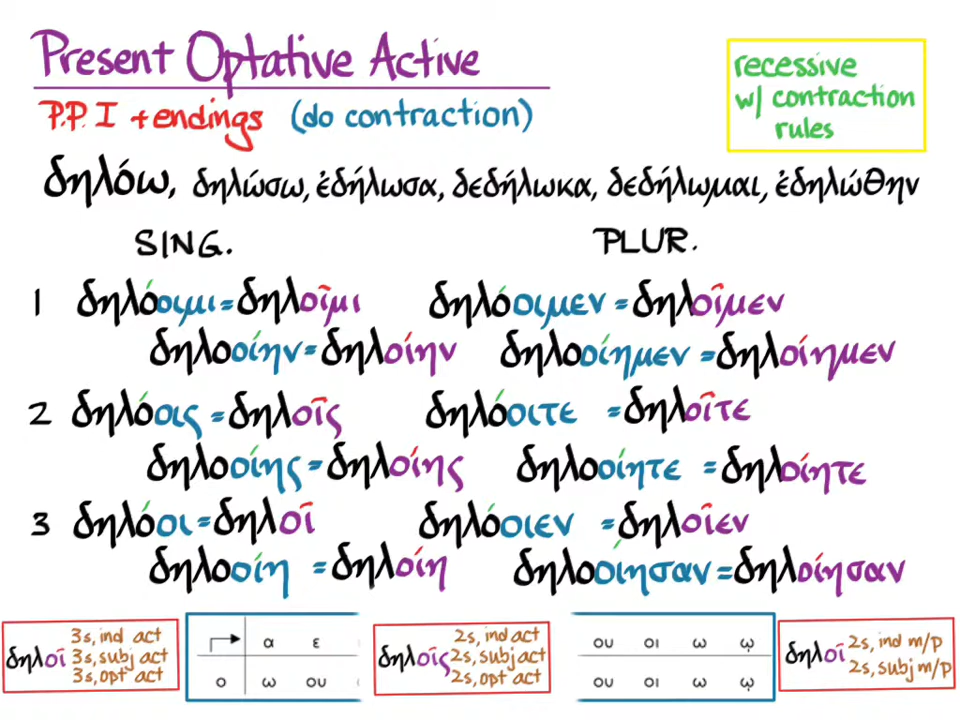 Present Optative Active
P.P. I + endings (do contraction)
recessive
w/ contraction
rules
δηλόω, δηλώσω, ἐδήλωσα, δεδήλωκα, δεδήλωμαι, ἐδηλώθην
SING. PLUR.
1 δηλόοιμι = δηλοῖμι δηλόοιμεν = δηλοῖμεν
δηλοοίην = δηλοίην δηλοοίημεν = δηλοίημεν
2 δηλόοις = δηλοῖς δηλόοιτε = δηλοῖτε
δηλοοίης = δηλοίης δηλοοίητε = δηλοίητε
3 δηλόοι = δηλοῖ δηλόοιεν = δηλοῖεν
δηλοοίη = δηλοίη δηλοοίησαν = δηλοίησαν
δηλοῖ
3s, ind act
3s, subj act
3s, opt act
α ε
ο ω ου
δηλοῖς
2s, ind act
2s, subj act
2s, opt act
ου οι ω ῳ
ου οι ω ῳ
δηλοῖ
2s, ind m/p
2s, subj m/p